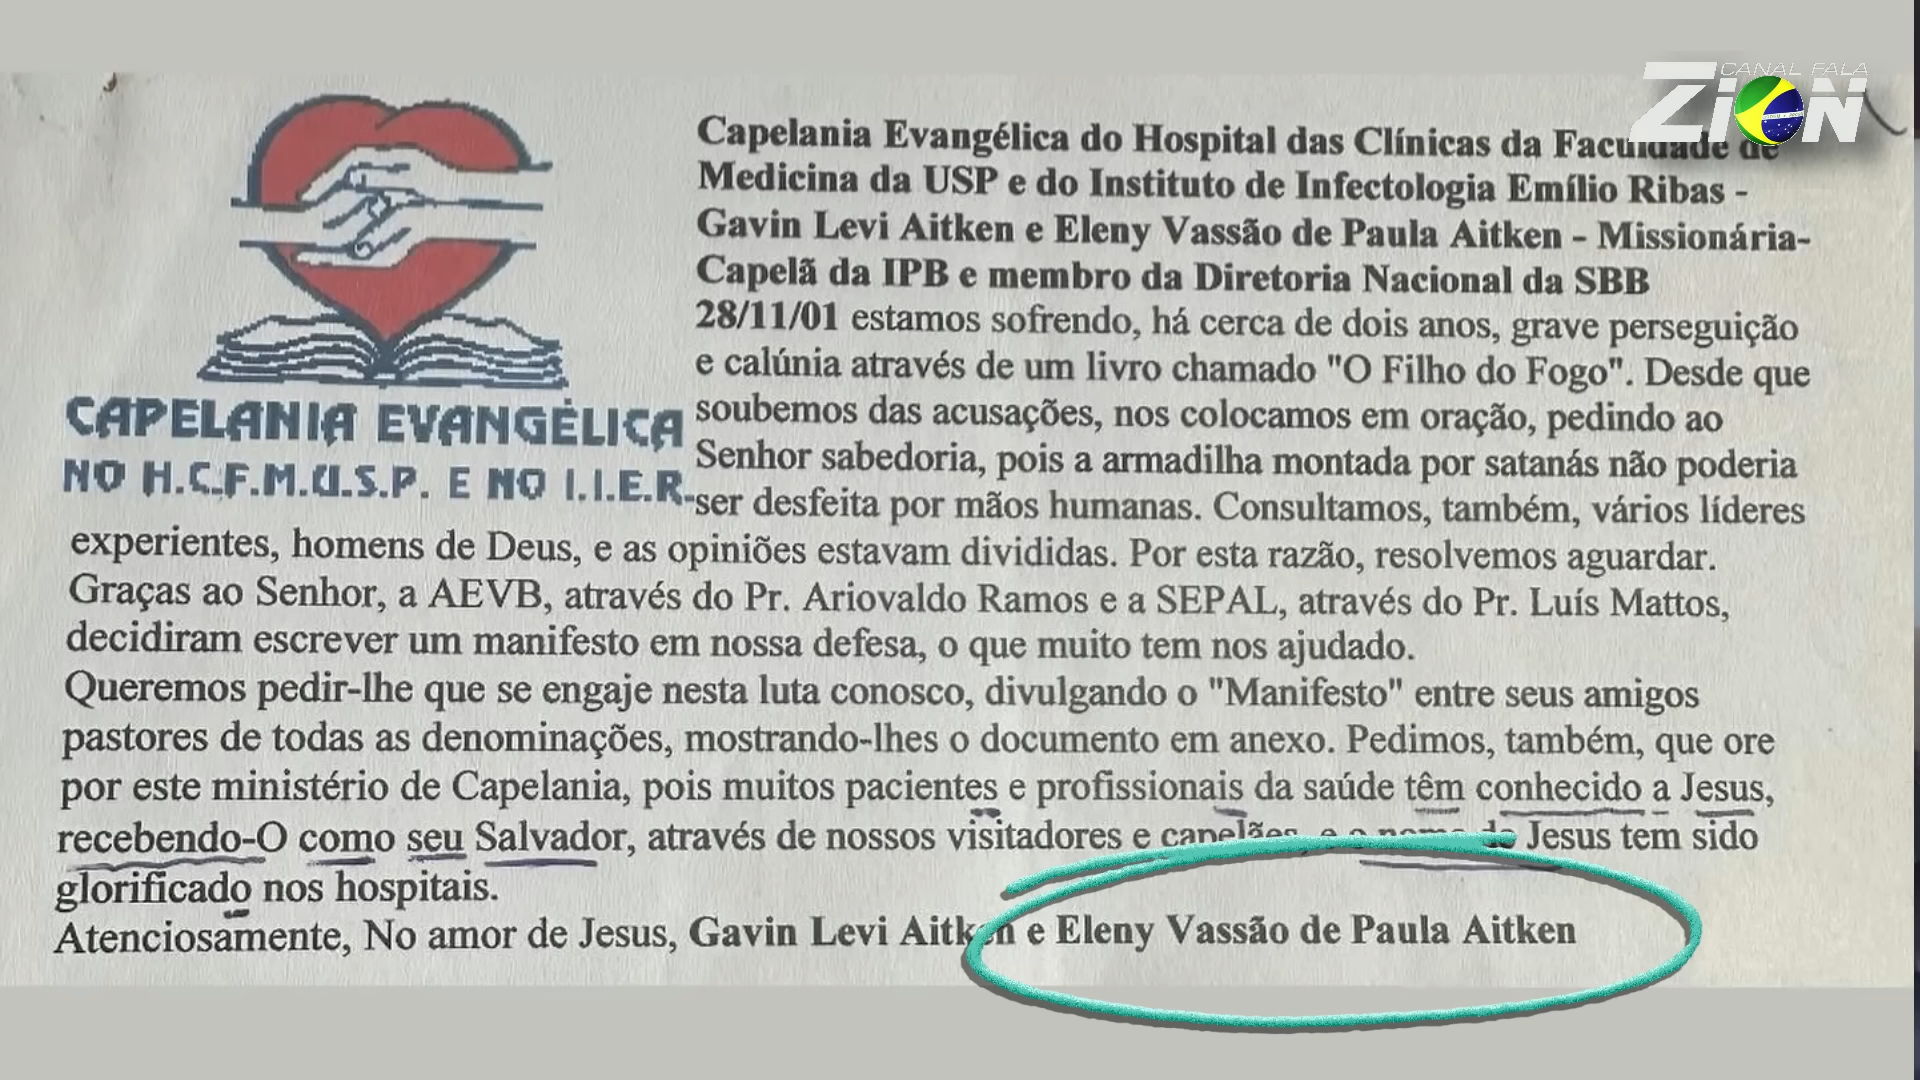 CANAL FALA
ZION
Capelania Evangélica do Hospital das Clínicas da Faculdade de
Medicina da USP e do Instituto de Infectologia Emílio Ribas -
Gavin Levi Aitken e Eleny Vassão de Paula Aitken - Missionária-
Capelã da IPB e membro da Diretoria Nacional da SBB
28/11/01 estamos sofrendo, há cerca de dois anos, grave perseguição
e calúnia através de um livro chamado "O Filho do Fogo". Desde que
soubemos das acusações, nos colocamos em oração, pedindo ao
Senhor sabedoria, pois a armadilha montada por satanás não poderia
ser desfeita por mãos humanas. Consultamos, também, vários líderes
CAPELANIA EVANGÉLICA
NO H.C.F.M.U.S.P. E NO I.I.E.R.
experientes, homens de Deus, e as opiniões estavam divididas. Por esta razão, resolvemos aguardar.
Graças ao Senhor, a AEVB, através do Pr. Ariovaldo Ramos e a SEPAL, através do Pr. Luís Mattos,
decidiram escrever um manifesto em nossa defesa, o que muito tem nos ajudado.
Queremos pedir-lhe que se engaje nesta luta conosco, divulgando o "Manifesto" entre seus amigos
pastores de todas as denominações, mostrando-lhes o documento em anexo. Pedimos, também, que ore
por este ministério de Capelania, pois muitos pacientes e profissionais da saúde têm conhecido a Jesus,
recebendo-O como seu Salvador, através de nossos visitadores e capelães, e o nome de Jesus tem sido
glorificado nos hospitais.
Atenciosamente, No amor de Jesus, Gavin Levi Aitken e Eleny Vassão de Paula Aitken